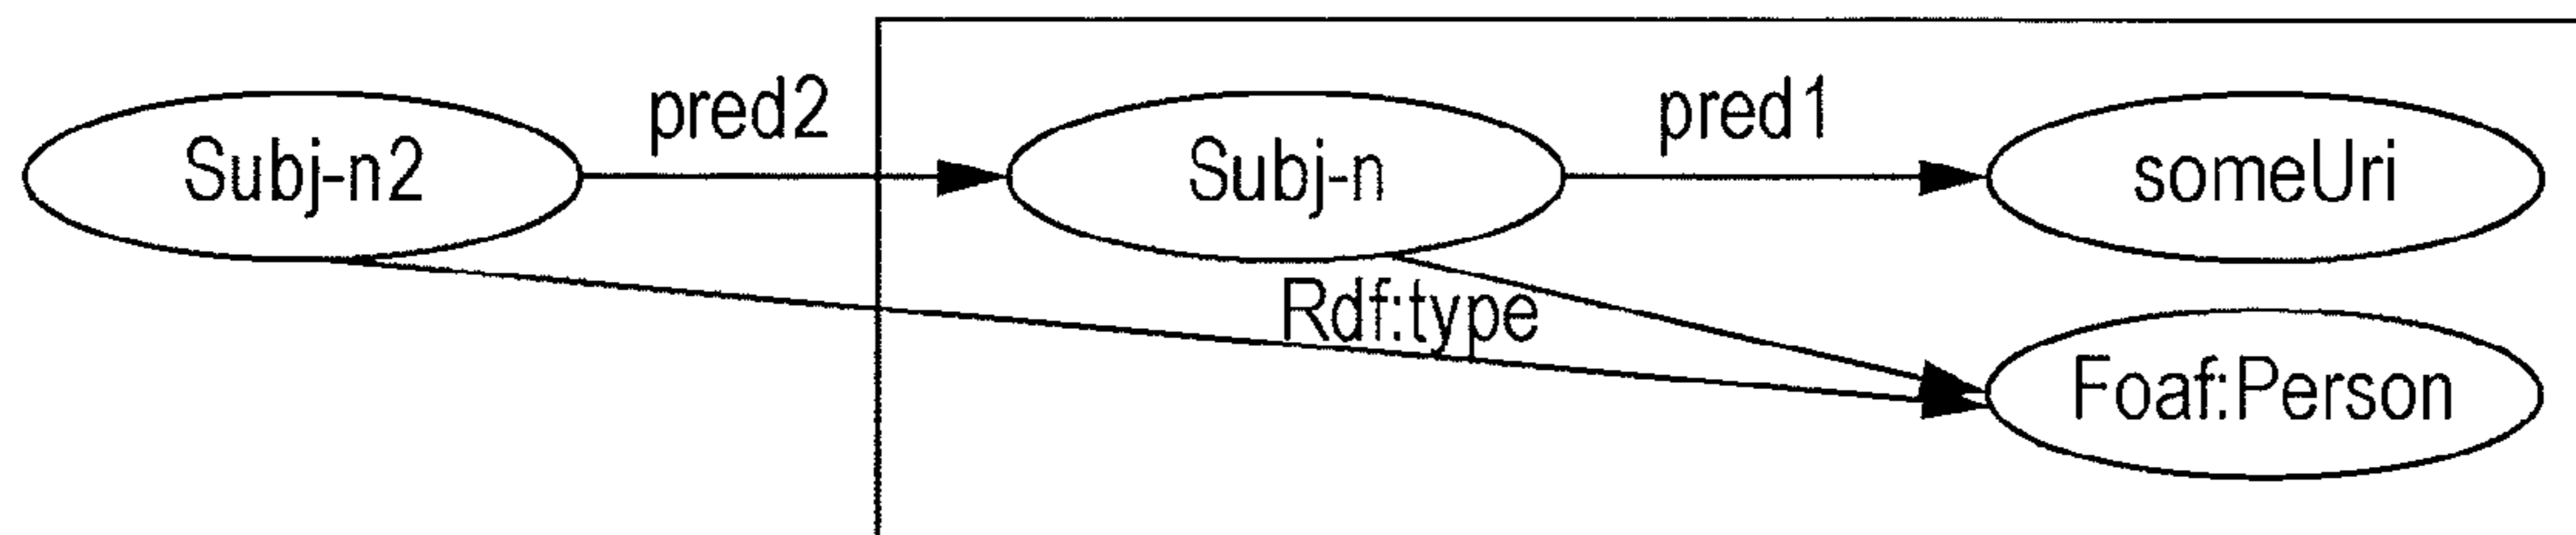 pred2
pred1
Subj-n2
Subj-n
someUri
Rdf:type
Foaf:Person